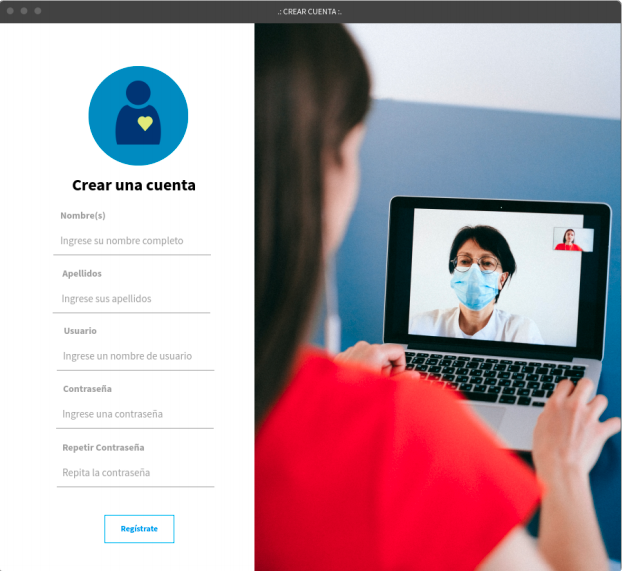 .: CREAR CUENTA :.
Crear una cuenta
Nombre(s)
Ingrese su nombre completo
Apellidos
Ingrese sus apellidos
Usuario
Ingrese un nombre de usuario
Contraseña
Ingrese una contraseña
Repetir Contraseña
Repita la contraseña
Regístrate